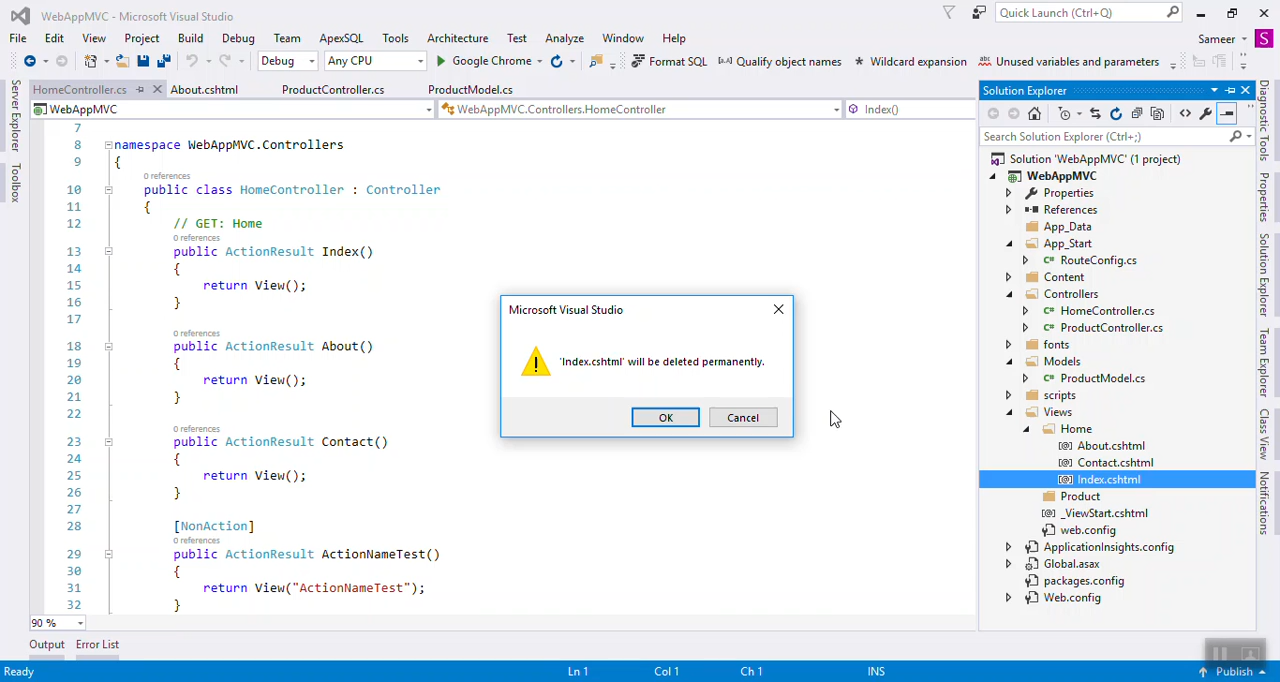 WebAppMVC - Microsoft Visual Studio
Quick Launch (Ctrl+Q)
File Edit View Project Build Debug Team ApexSQL Tools Architecture Test Analyze Window Help
Sameer
S
Debug Any CPU Google Chrome Format SQL Qualify object names Wildcard expansion Unused variables and parameters
Server Explorer
Toolbox
HomeController.cs About.cshtml ProductController.cs ProductModel.cs
WebAppMVC WebAppMVC.Controllers.HomeController Index()
7
8 namespace WebAppMVC.Controllers
9 {
0 references
10 public class HomeController : Controller
11 {
12 // GET: Home
0 references
13 public ActionResult Index()
14 {
15 return View();
16 }
17
0 references
18 public ActionResult About()
19 {
20 return View();
21 }
22
0 references
23 public ActionResult Contact()
24 {
25 return View();
26 }
27
28 [NonAction]
0 references
29 public ActionResult ActionNameTest()
30 {
31 return View("ActionNameTest");
32 }
90 %
Microsoft Visual Studio
'Index.cshtml' will be deleted permanently.
OK Cancel
Solution Explorer
Search Solution Explorer (Ctrl+;)
Solution 'WebAppMVC' (1 project)
WebAppMVC
Properties
References
App_Data
App_Start
C# RouteConfig.cs
Content
Controllers
C# HomeController.cs
C# ProductController.cs
fonts
Models
C# ProductModel.cs
scripts
Views
Home
[@] About.cshtml
[@] Contact.cshtml
[@] Index.cshtml
Product
[@] _ViewStart.cshtml
web.config
ApplicationInsights.config
Global.asax
packages.config
Web.config
Diagnostic Tools
Properties
Solution Explorer
Team Explorer
Class View
Notifications
Output Error List
Ready Ln 1 Col 1 Ch 1 INS Publish